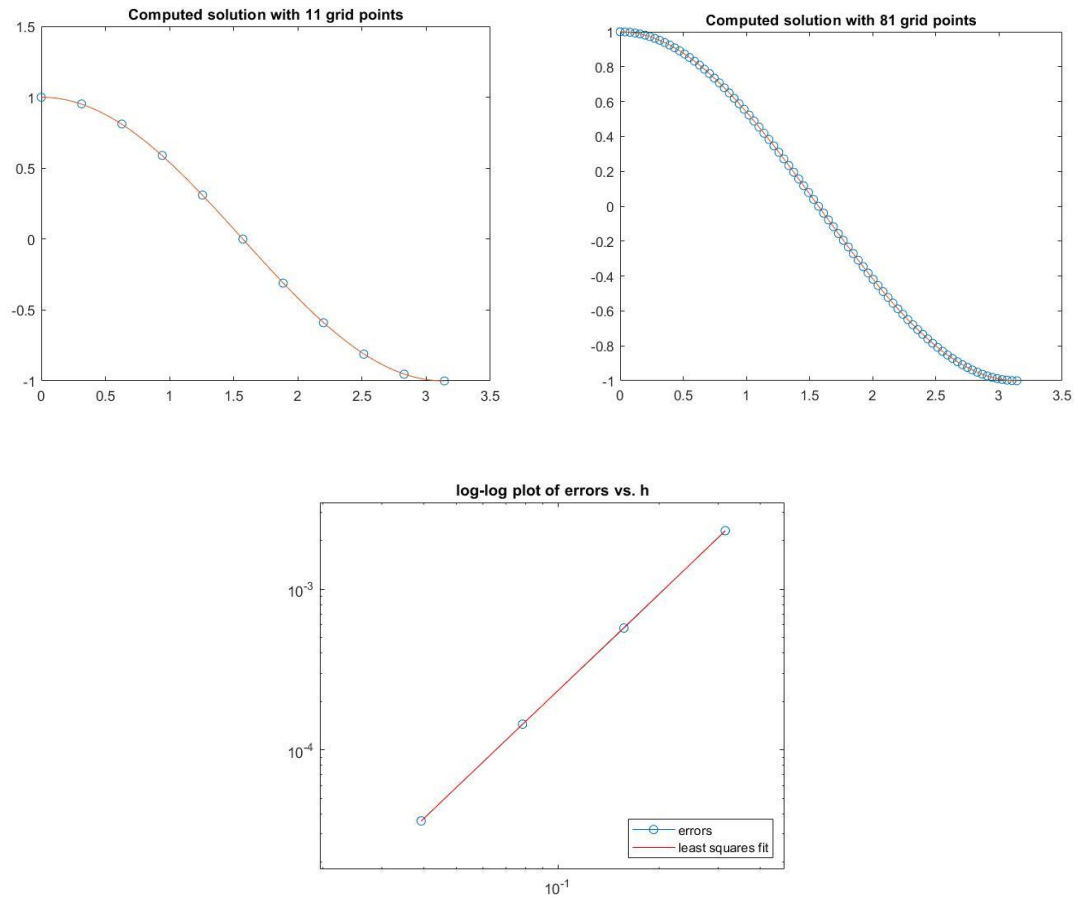 Computed solution with 11 grid points
1.5
1
0.5
0
-0.5
-1
0 0.5 1 1.5 2 2.5 3 3.5
Computed solution with 81 grid points
1
0.8
0.6
0.4
0.2
0
-0.2
-0.4
-0.6
-0.8
-1
0 0.5 1 1.5 2 2.5 3 3.5
log-log plot of errors vs. h
10^-3
10^-4
errors
least squares fit
10^-1